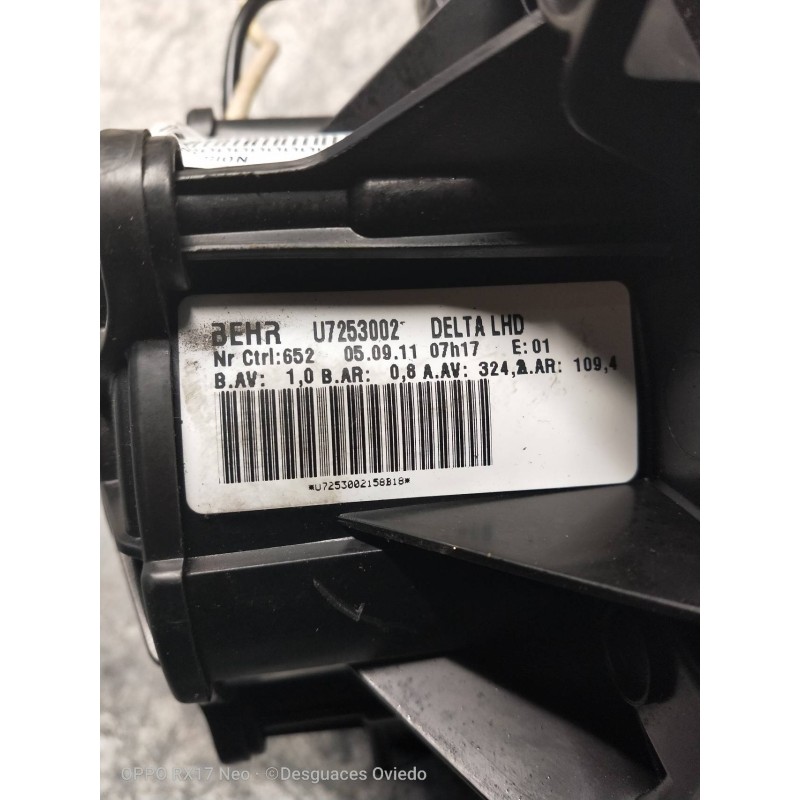 BEHR U7253002 DELTA LHD
Nr Ctrl:652 05.09.11 07h17 E:01
B.AV: 1,0 B.AR: 0,8 A.AV: 324,2 A.AR: 109,4
*U7253002158B18*
OPPO RX17 Neo · ©Desguaces Oviedo